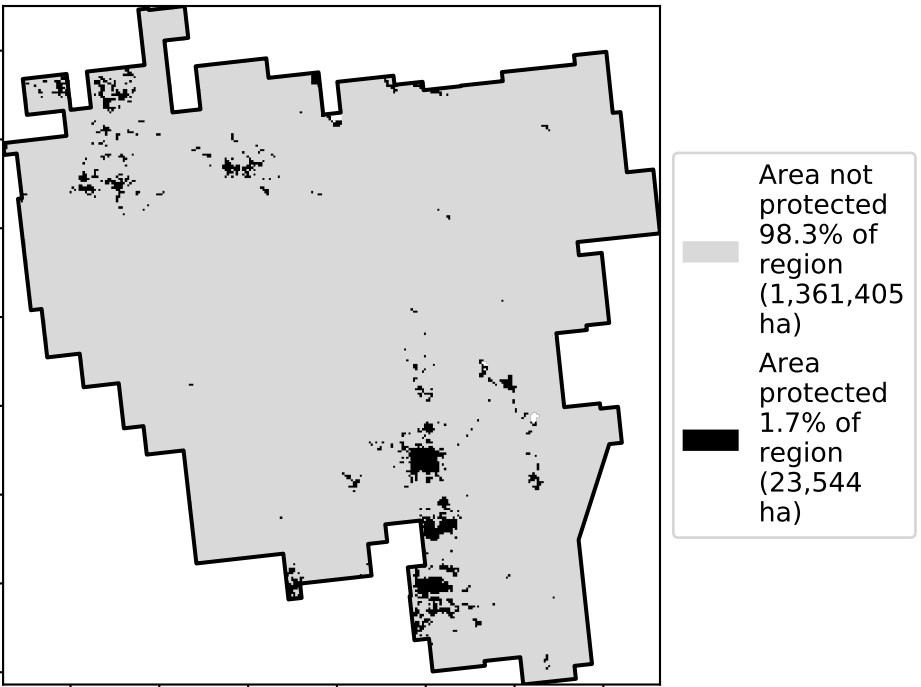 Area not
protected
98.3% of
region
(1,361,405
ha)
Area
protected
1.7% of
region
(23,544
ha)